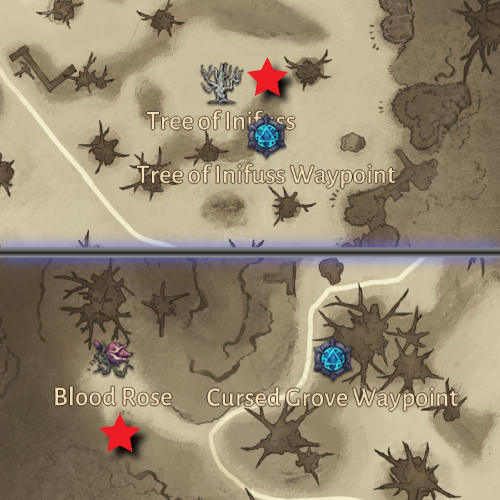 Tree of Inifuss
Tree of Inifuss Waypoint
Blood Rose
Cursed Grove Waypoint